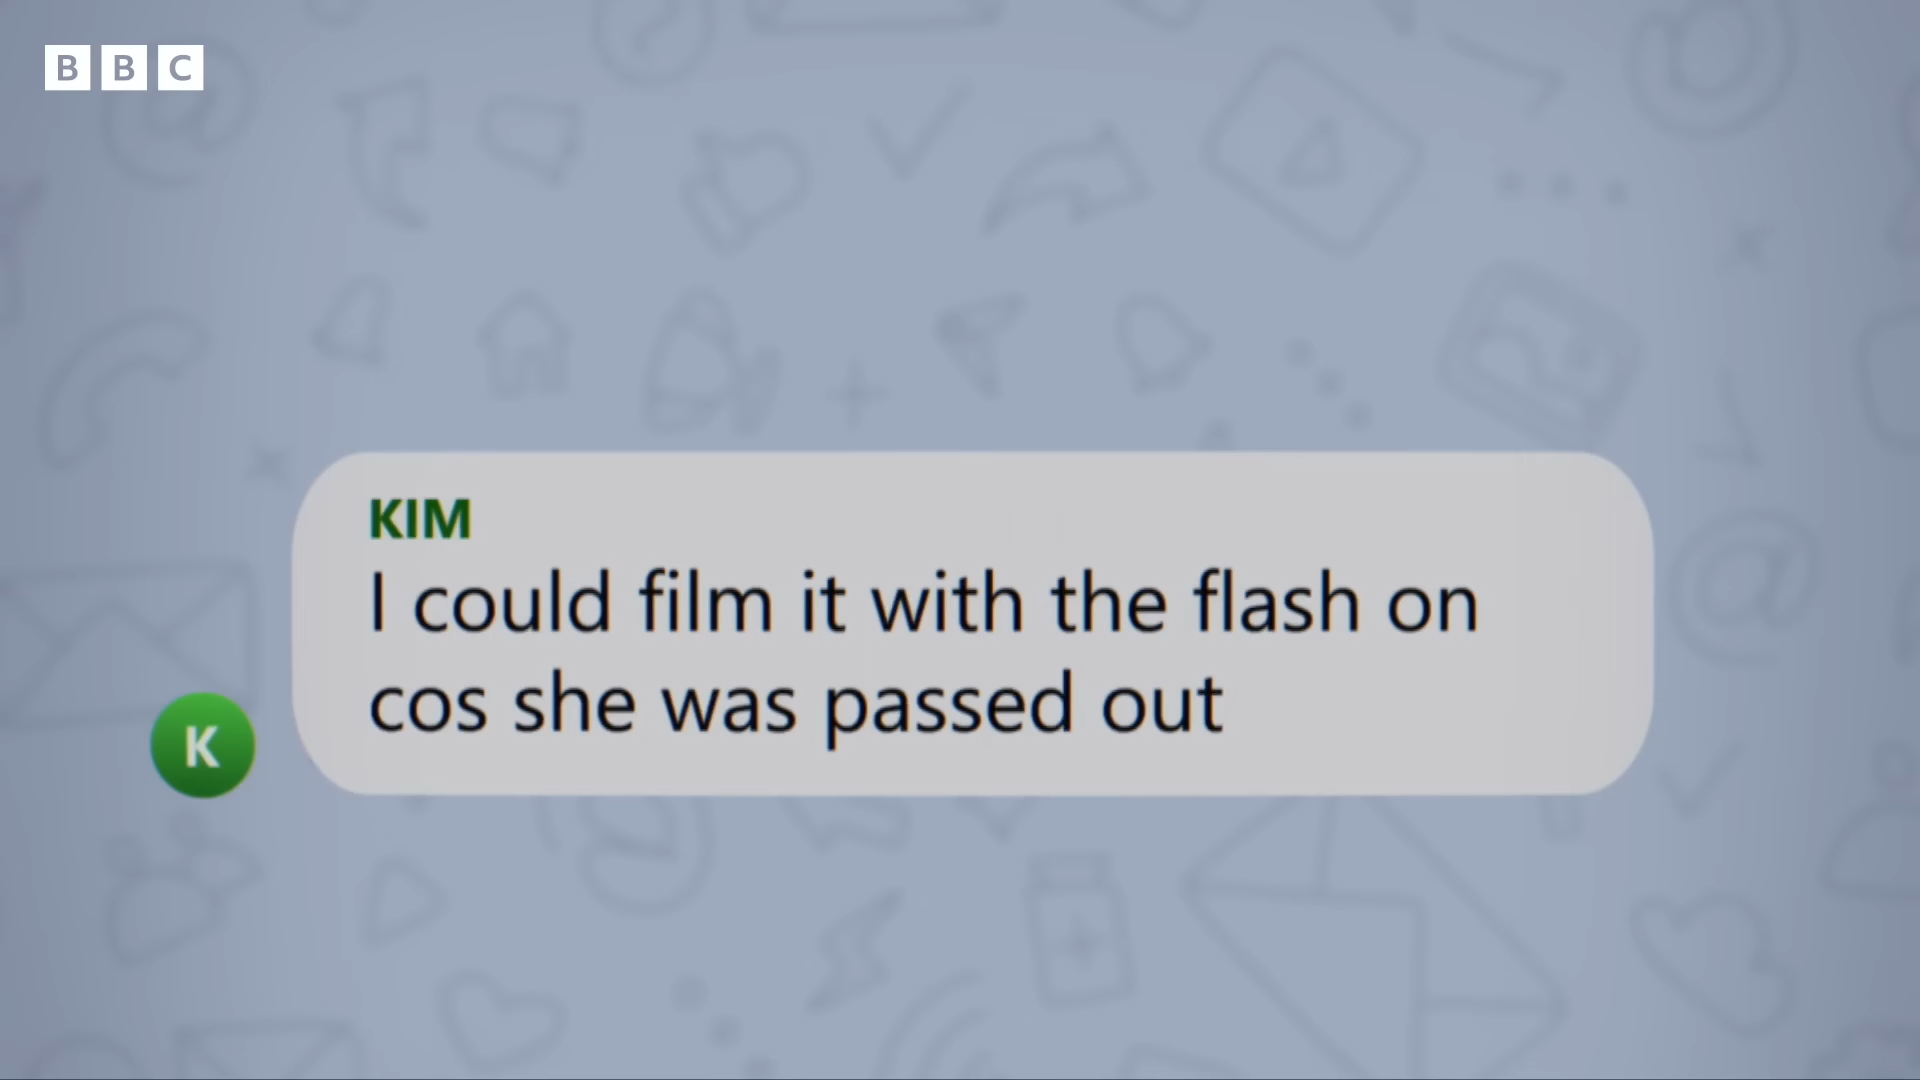 BBC
KIM
I could film it with the flash on
cos she was passed out
K